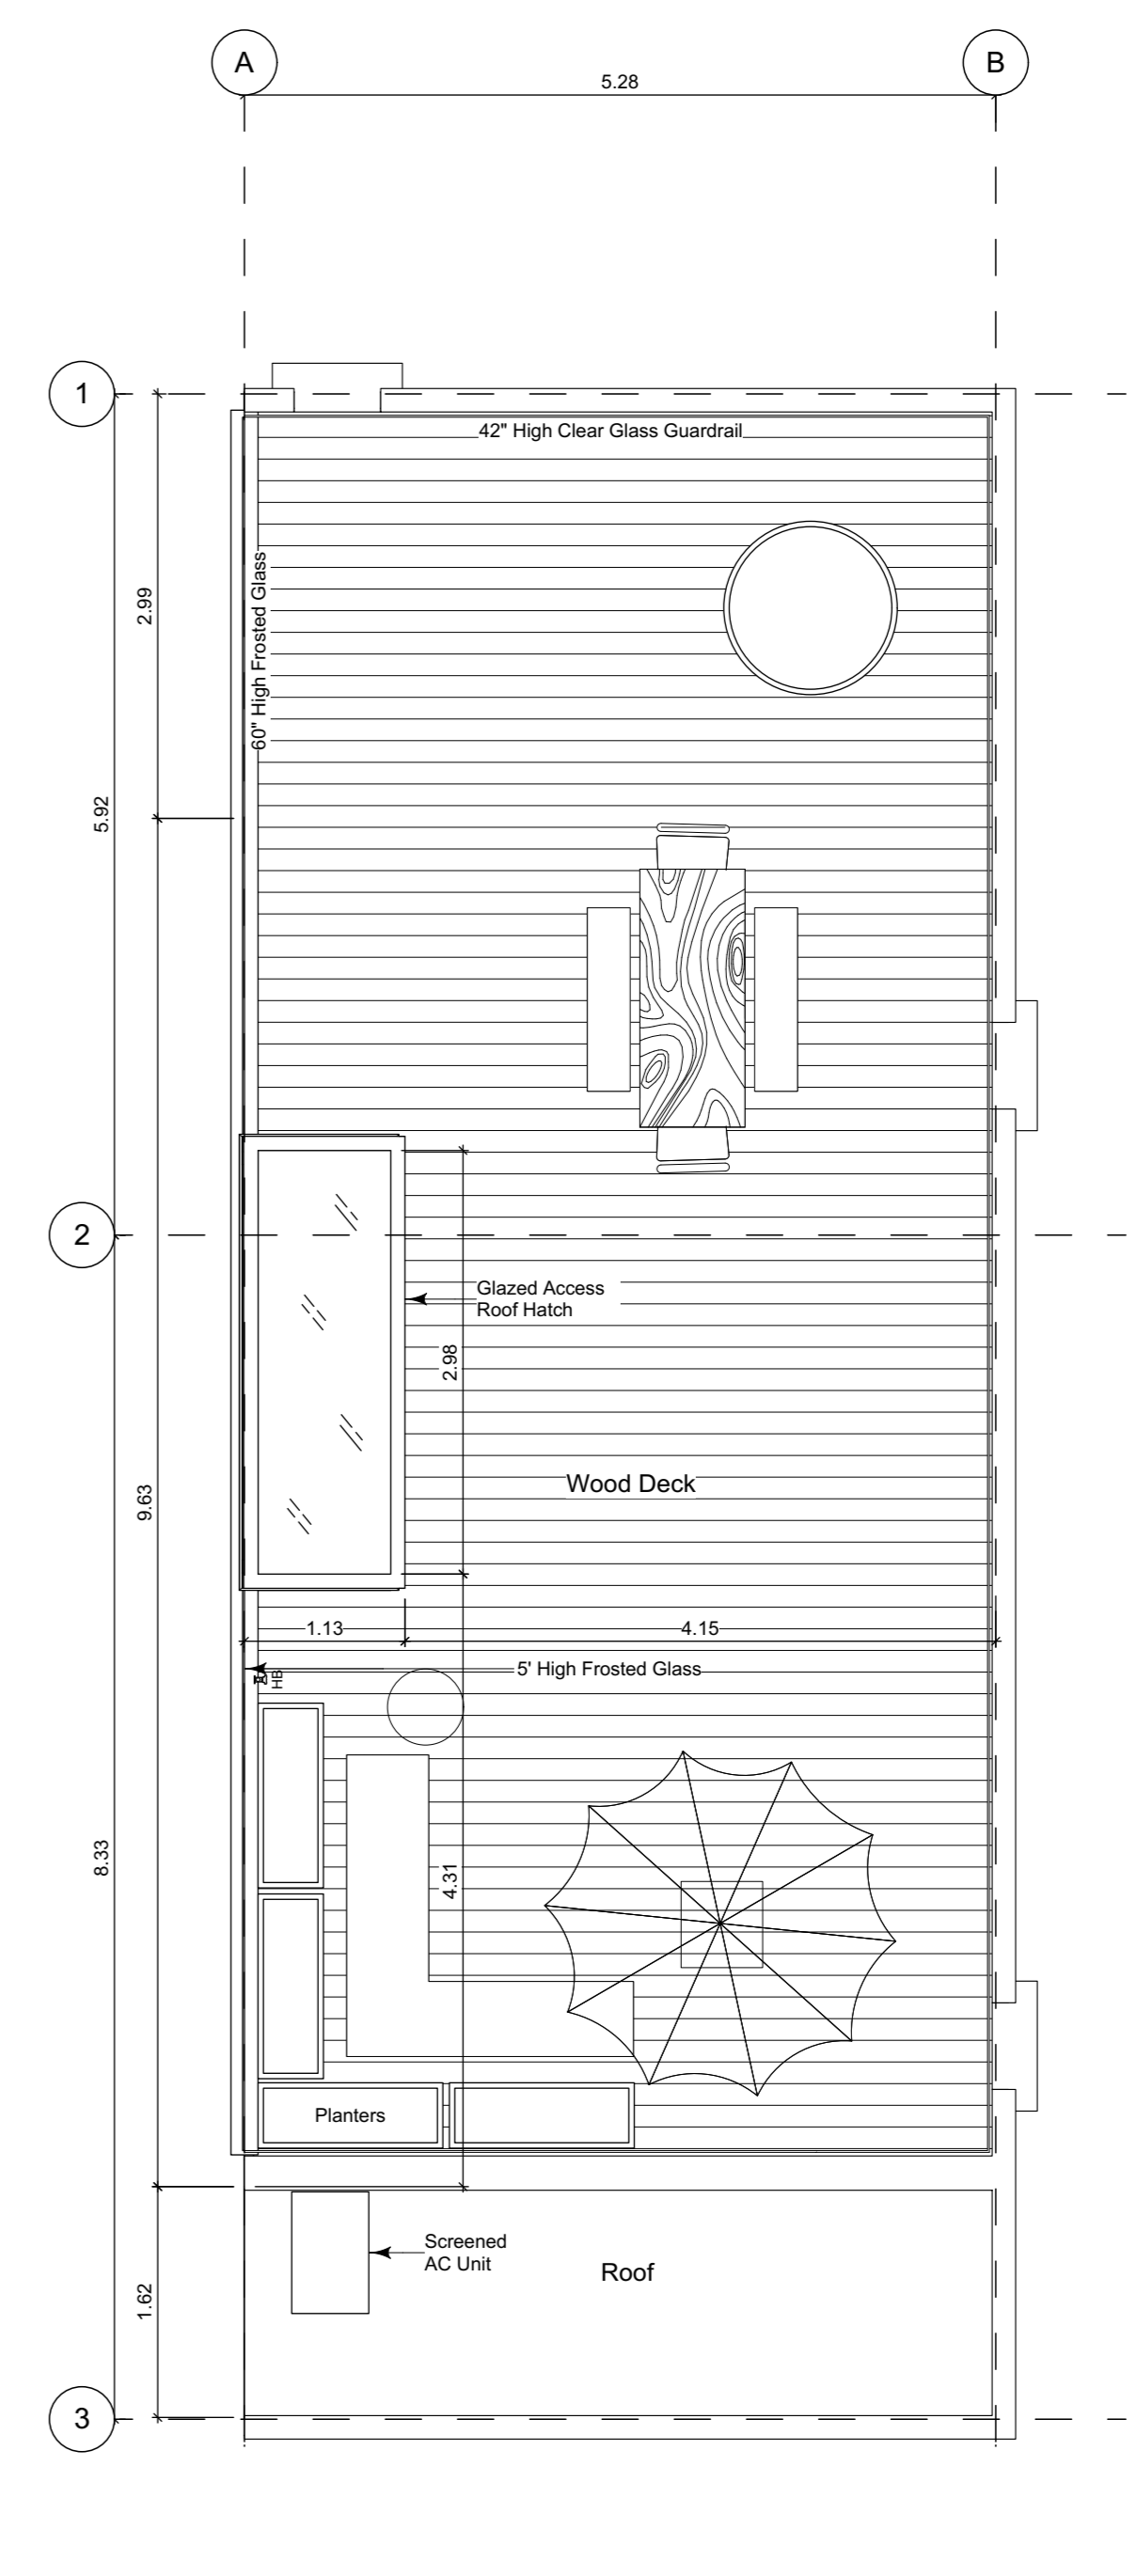 A
B
5.28
1
42" High Clear Glass Guardrail
60" High Frosted Glass
2.99
5.92
2
Glazed Access
Roof Hatch
2.98
Wood Deck
9.63
1.13
4.15
5' High Frosted Glass
HB
8.33
4.31
Planters
Screened
AC Unit
Roof
1.62
3